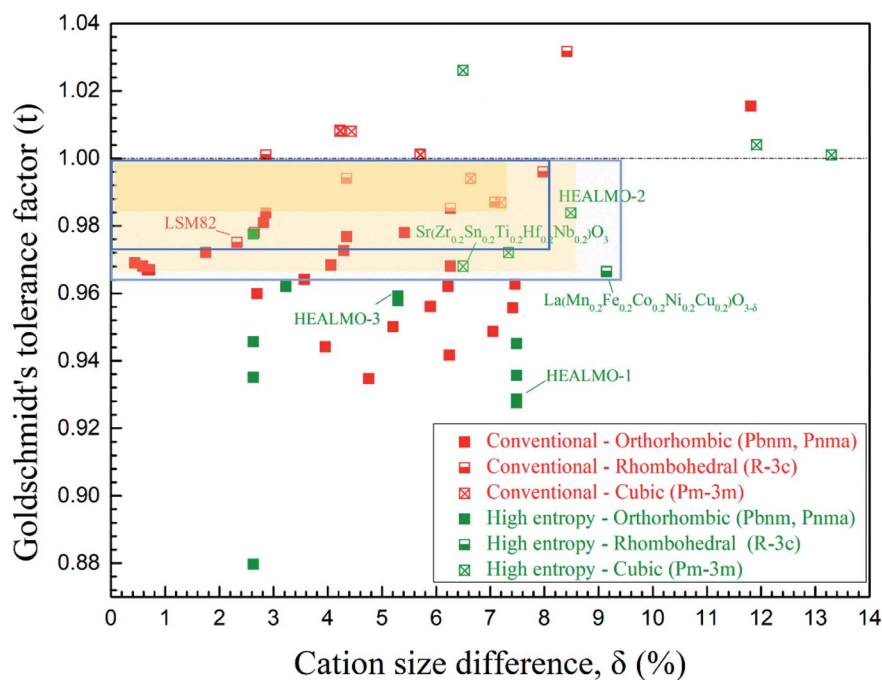 Goldschmidt's tolerance factor (t)
1.04
1.02
1.00
0.98
0.96
0.94
0.92
0.90
0.88
HEALMO-2
LSM82
Sr(Zr0.2Sn0.2Ti0.2Hf0.2Nb0.2)O3
HEALMO-3
La(Mn0.2Fe0.2Co0.2Ni0.2Cu0.2)O3-δ
HEALMO-1
Conventional - Orthorhombic (Pbnm, Pnma)
Conventional - Rhombohedral (R-3c)
Conventional - Cubic (Pm-3m)
High entropy - Orthorhombic (Pbnm, Pnma)
High entropy - Rhombohedral (R-3c)
High entropy - Cubic (Pm-3m)
0 1 2 3 4 5 6 7 8 9 10 11 12 13 14
Cation size difference, δ (%)